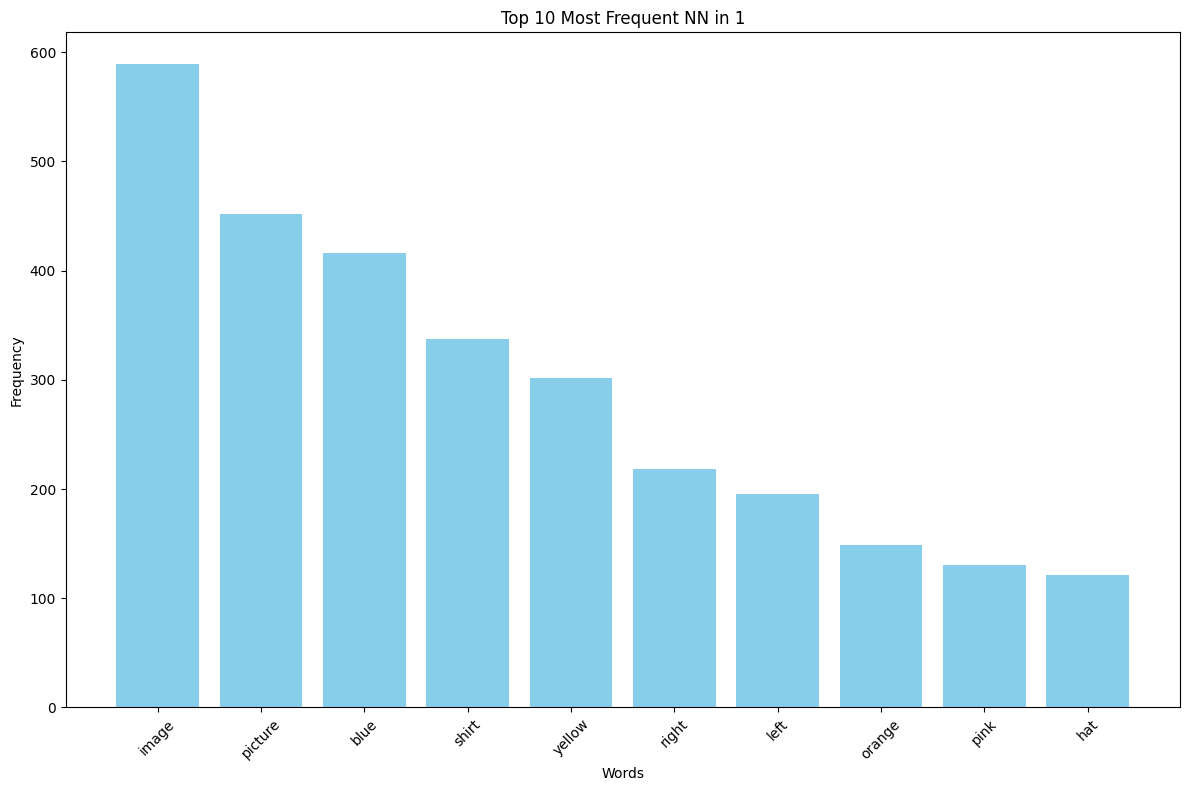 Top 10 Most Frequent NN in 1
Frequency
600
500
400
300
200
100
0
image
picture
blue
shirt
yellow
right
left
orange
pink
hat
Words